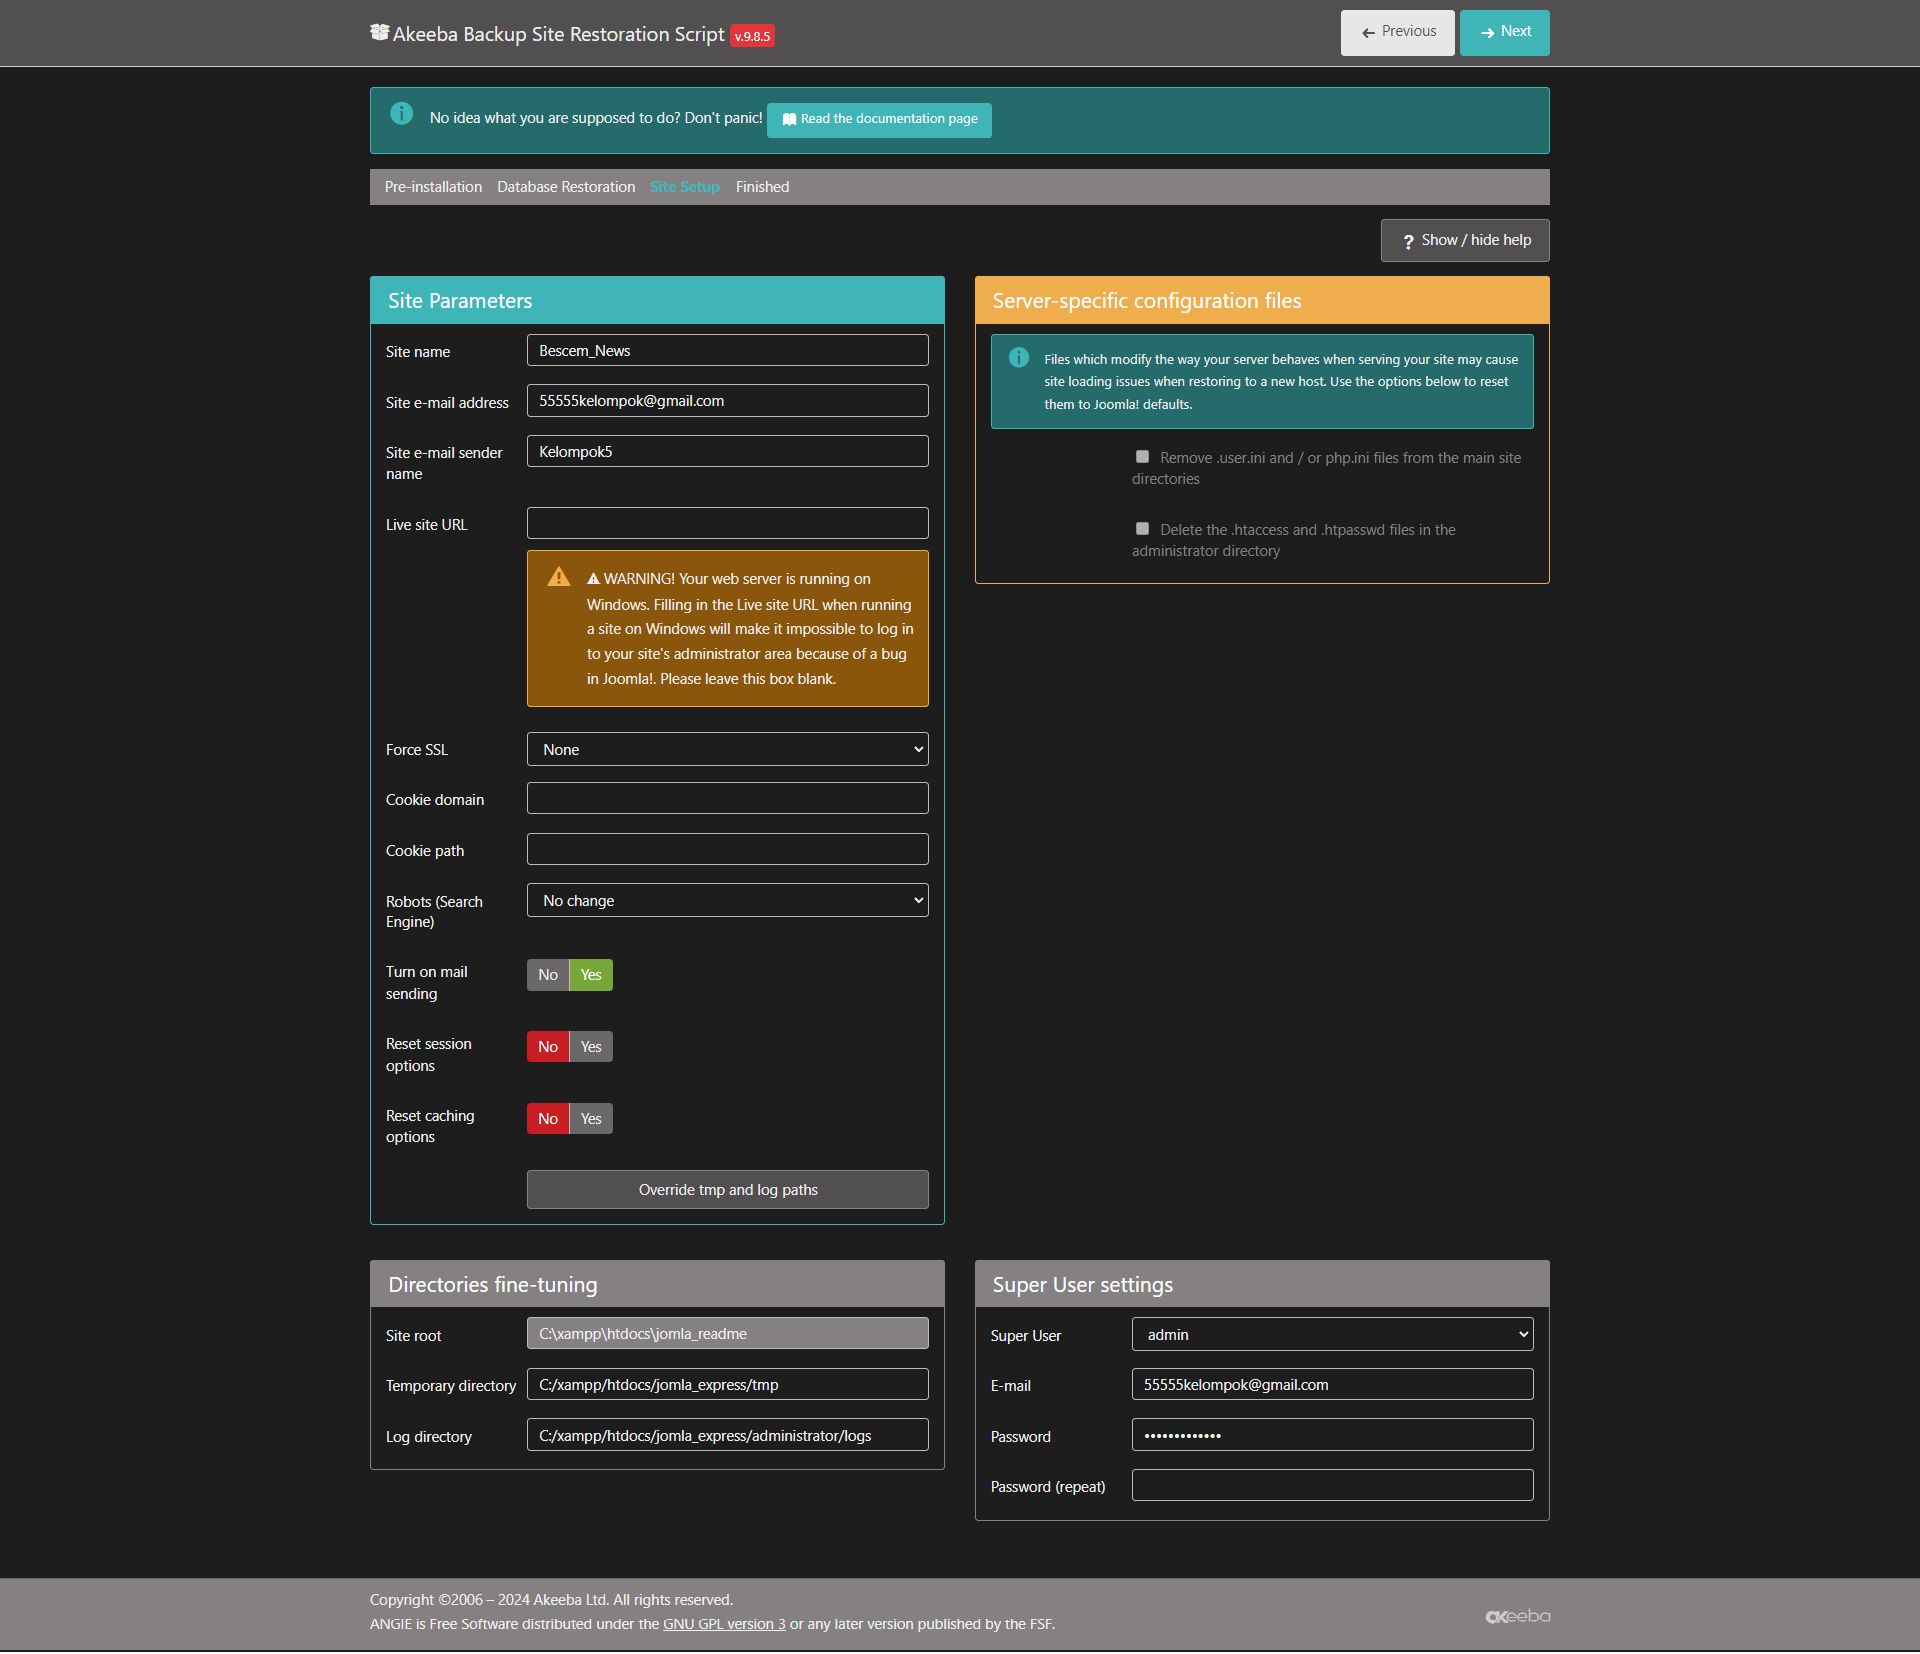 Akeeba Backup Site Restoration Script v.9.8.5
Previous
Next
No idea what you are supposed to do? Don't panic! Read the documentation page
Pre-installation Database Restoration Site Setup Finished
Show / hide help
Site Parameters
Site name
Bescem_News
Site e-mail address
55555kelompok@gmail.com
Site e-mail sender
name
Kelompok5
Live site URL
WARNING! Your web server is running on
Windows. Filling in the Live site URL when running
a site on Windows will make it impossible to log in
to your site's administrator area because of a bug
in Joomla!. Please leave this box blank.
Force SSL
None
Cookie domain
Cookie path
Robots (Search
Engine)
No change
Turn on mail
sending
No Yes
Reset session
options
No Yes
Reset caching
options
No Yes
Override tmp and log paths
Server-specific configuration files
Files which modify the way your server behaves when serving your site may cause
site loading issues when restoring to a new host. Use the options below to reset
them to Joomla! defaults.
Remove .user.ini and / or php.ini files from the main site
directories
Delete the .htaccess and .htpasswd files in the
administrator directory
Directories fine-tuning
Site root
C:\xampp\htdocs\jomla_readme
Temporary directory
C:/xampp/htdocs/jomla_express/tmp
Log directory
C:/xampp/htdocs/jomla_express/administrator/logs
Super User settings
Super User
admin
E-mail
55555kelompok@gmail.com
Password
•••••••••••••
Password (repeat)
Copyright ©2006 – 2024 Akeeba Ltd. All rights reserved.
ANGIE is Free Software distributed under the GNU GPL version 3 or any later version published by the FSF.
akeeba